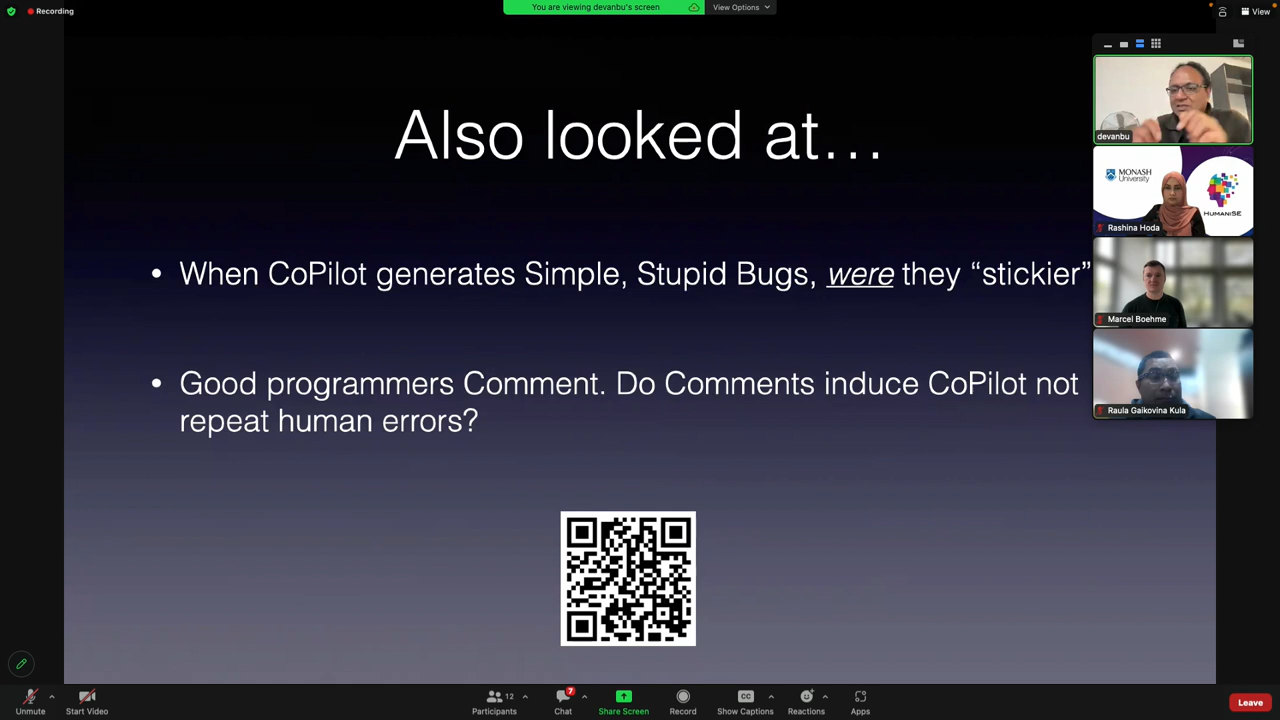 Recording
You are viewing devanbu's screen
View Options
View
Also looked at…
devanbu
MONASH
University
HUMANISE
Rashina Hoda
• When CoPilot generates Simple, Stupid Bugs, were they “stickier”
Marcel Boehme
• Good programmers Comment. Do Comments induce CoPilot not
repeat human errors?
Raula Gaikovina Kula
Unmute
Start Video
Participants
12
Chat
7
Share Screen
Record
CC
Show Captions
Reactions
Apps
Leave